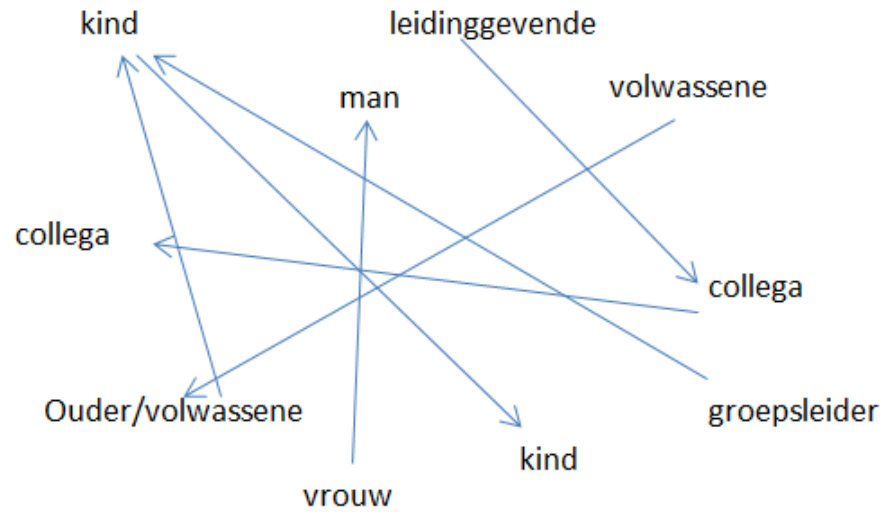 kind
leidinggevende
man
volwassene
collega
collega
Ouder/volwassene
groepsleider
kind
vrouw